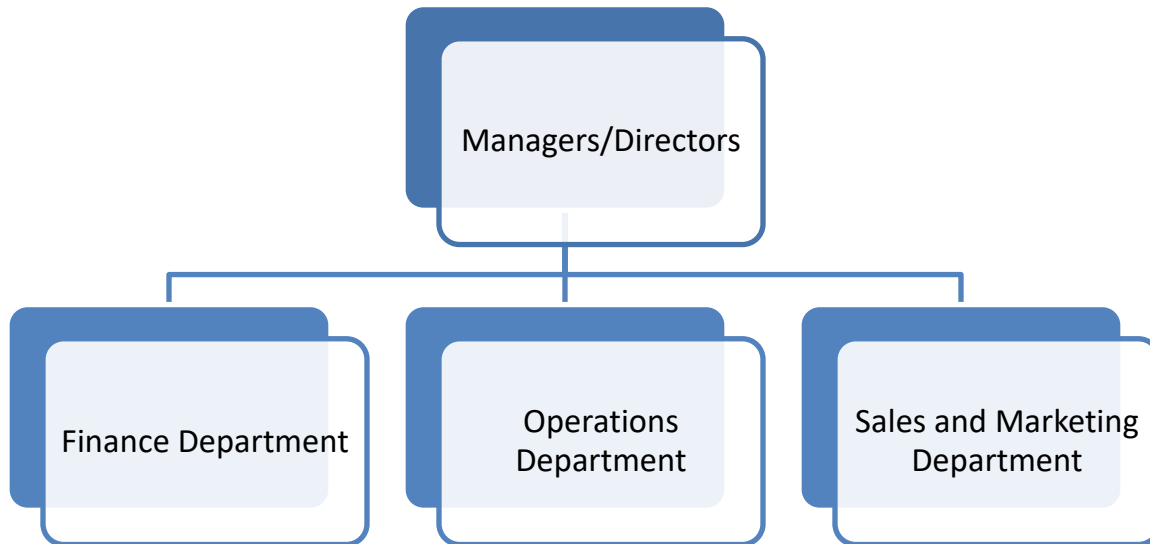 Managers/Directors
Finance Department
Operations
Department
Sales and Marketing
Department